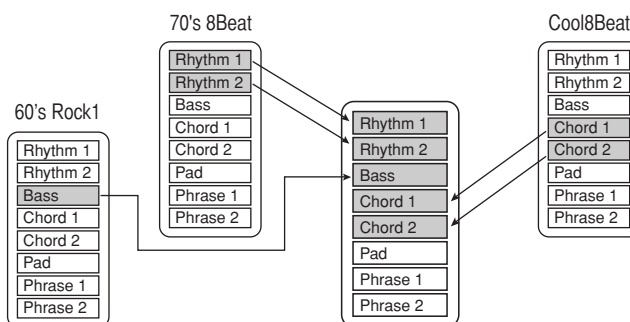 60's Rock1
Rhythm 1
Rhythm 2
Bass
Chord 1
Chord 2
Pad
Phrase 1
Phrase 2
70's 8Beat
Rhythm 1
Rhythm 2
Bass
Chord 1
Chord 2
Pad
Phrase 1
Phrase 2
Rhythm 1
Rhythm 2
Bass
Chord 1
Chord 2
Pad
Phrase 1
Phrase 2
Cool8Beat
Rhythm 1
Rhythm 2
Bass
Chord 1
Chord 2
Pad
Phrase 1
Phrase 2